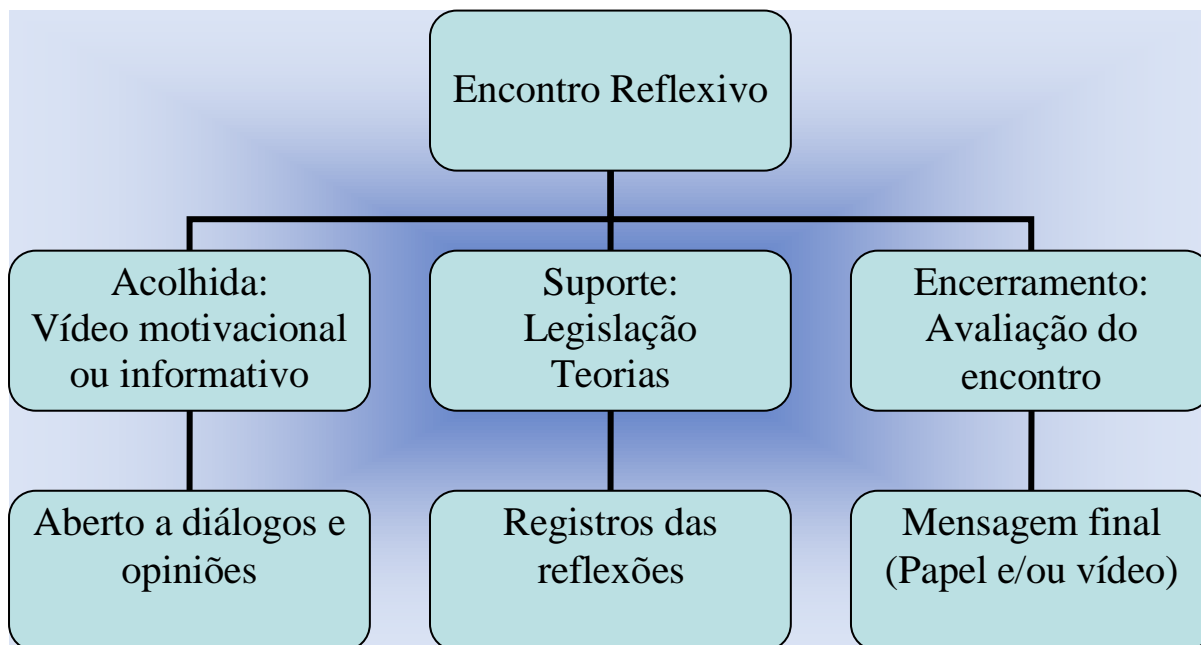 Encontro Reflexivo
Acolhida:
Vídeo motivacional
ou informativo
Suporte:
Legislação
Teorias
Encerramento:
Avaliação do
encontro
Aberto a diálogos e
opiniões
Registros das
reflexões
Mensagem final
(Papel e/ou vídeo)